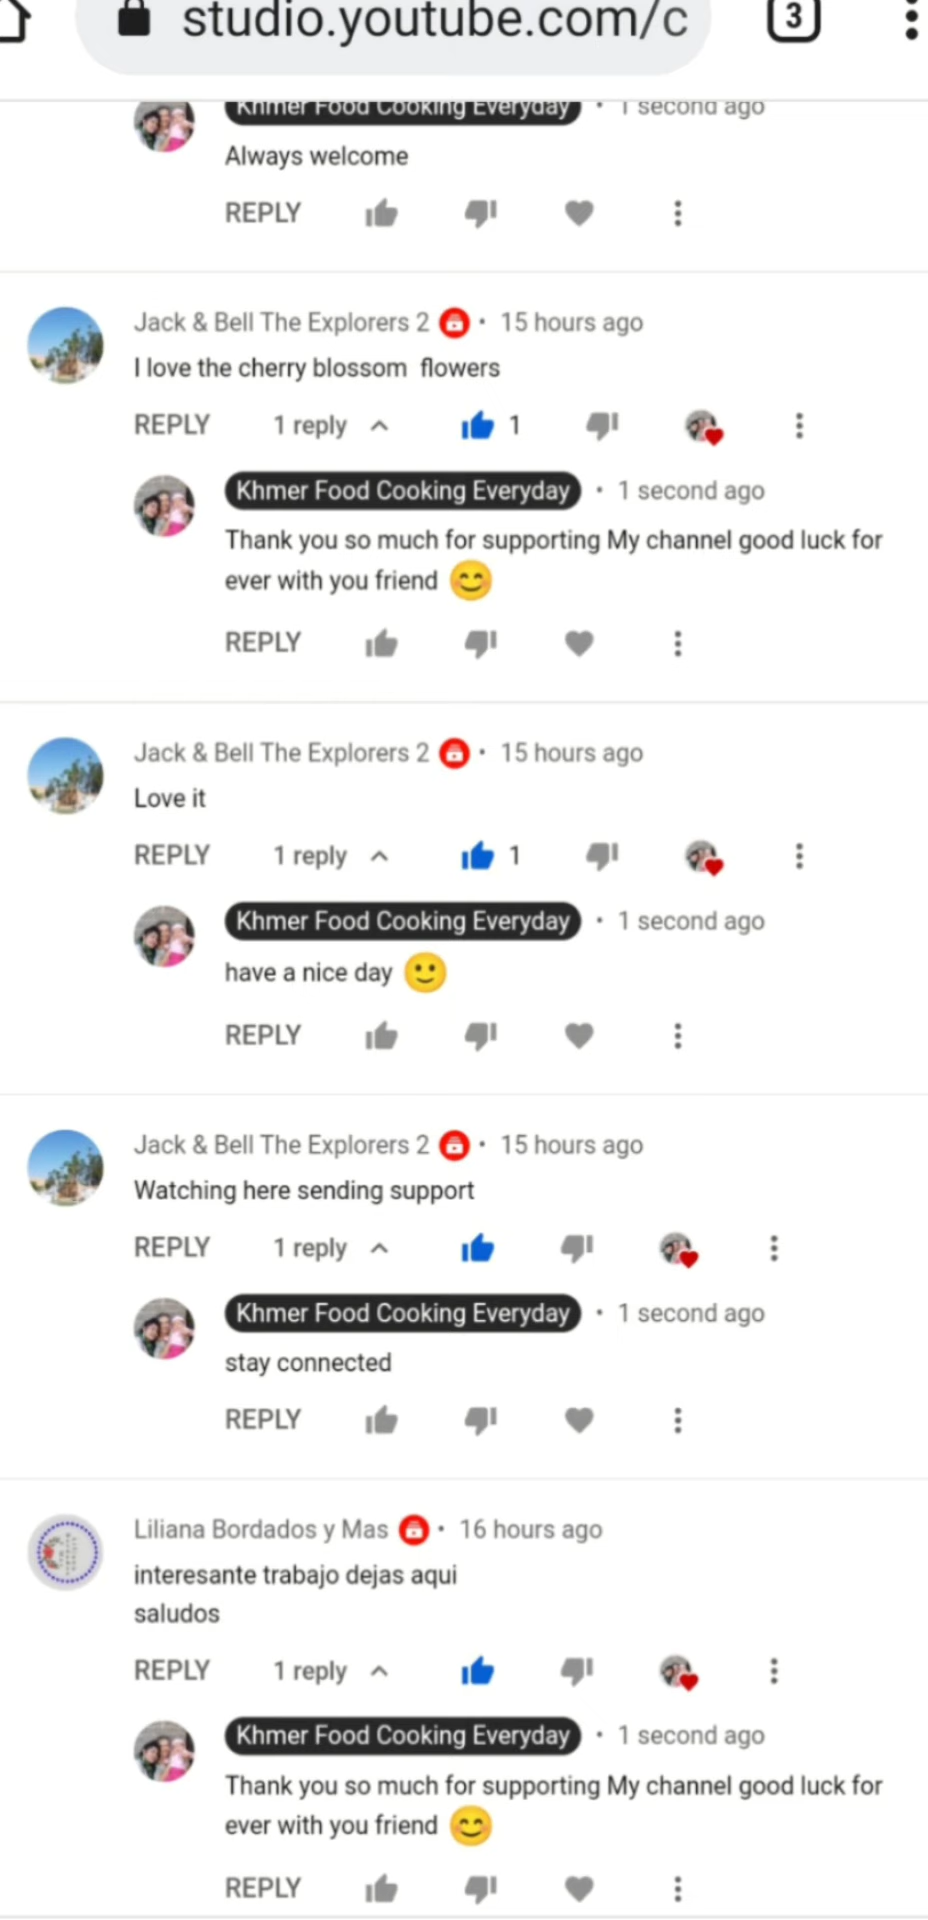 studio.youtube.com/c
3
Khmer Food Cooking Everyday • 1 second ago
Always welcome
REPLY
Jack & Bell The Explorers 2 • 15 hours ago
I love the cherry blossom flowers
REPLY 1 reply 1
Khmer Food Cooking Everyday • 1 second ago
Thank you so much for supporting My channel good luck for
ever with you friend 😊
REPLY
Jack & Bell The Explorers 2 • 15 hours ago
Love it
REPLY 1 reply 1
Khmer Food Cooking Everyday • 1 second ago
have a nice day 🙂
REPLY
Jack & Bell The Explorers 2 • 15 hours ago
Watching here sending support
REPLY 1 reply
Khmer Food Cooking Everyday • 1 second ago
stay connected
REPLY
Liliana Bordados y Mas • 16 hours ago
interesante trabajo dejas aqui
saludos
REPLY 1 reply
Khmer Food Cooking Everyday • 1 second ago
Thank you so much for supporting My channel good luck for
ever with you friend 😊
REPLY